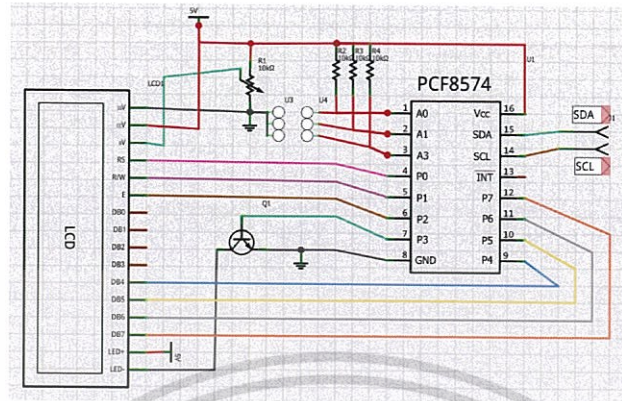 5V
R1
10kΩ
R2
10kΩ
R3
10kΩ
R4
10kΩ
U1
LCD1
U3
U4
PCF8574
1 A0
2 A1
3 A3
4 P0
5 P1
6 P2
7 P3
8 GND
Vcc 16
SDA 15
SCL 14
INT 13
P7 12
P6 11
P5 10
P4 9
SDA
SCL
LCD
RS
R/W
E
DB0
DB1
DB2
DB3
DB4
DB5
DB6
DB7
LED+
LED-
5V
Q1